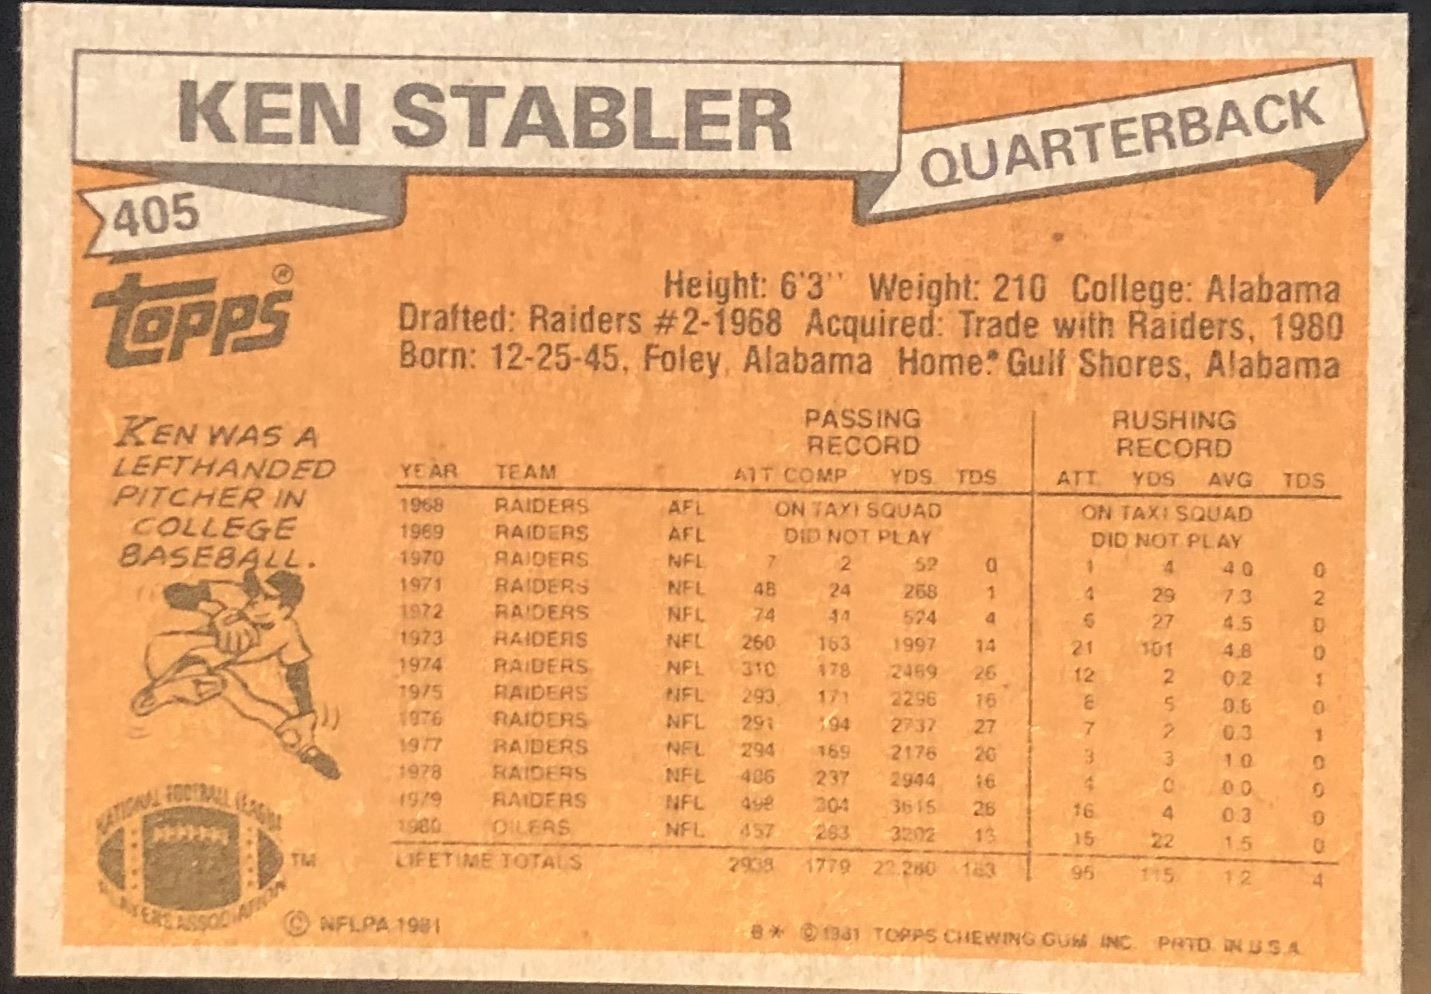 KEN STABLER
QUARTERBACK
405
topps®
Height: 6'3" Weight: 210 College: Alabama
Drafted: Raiders #2-1968 Acquired: Trade with Raiders, 1980
Born: 12-25-45, Foley, Alabama Home: Gulf Shores, Alabama
KEN WAS A
LEFTHANDED
PITCHER IN
COLLEGE
BASEBALL.
PASSING RECORD RUSHING RECORD
YEAR TEAM ATT COMP YDS TDS ATT YDS AVG TDS
1968 RAIDERS AFL ON TAXI SQUAD ON TAXI SQUAD
1969 RAIDERS AFL DID NOT PLAY DID NOT PLAY
1970 RAIDERS NFL 7 2 52 0 1 4 4.0 0
1971 RAIDERS NFL 48 24 268 1 4 29 7.3 2
1972 RAIDERS NFL 74 44 524 4 6 27 4.5 0
1973 RAIDERS NFL 260 163 1997 14 21 101 4.8 0
1974 RAIDERS NFL 310 178 2469 26 12 2 0.2 1
1975 RAIDERS NFL 293 171 2296 16 6 5 0.8 0
1976 RAIDERS NFL 291 194 2737 27 7 2 0.3 1
1977 RAIDERS NFL 294 169 2176 20 3 3 1.0 0
1978 RAIDERS NFL 406 237 2944 16 4 0 0.0 0
1979 RAIDERS NFL 498 304 3615 26 16 4 0.3 0
1980 OILERS NFL 457 293 3202 13 15 22 1.5 0
LIFETIME TOTALS 2938 1779 22,280 163 95 1.2 4
NATIONAL FOOTBALL LEAGUE
PLAYERS ASSOCIATION
TM
© NFLPA 1981
8* © 1981 TOPPS CHEWING GUM, INC. PRTD. IN U.S.A.